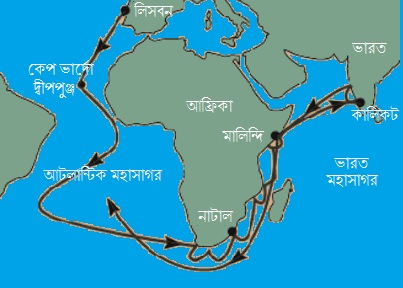 লিসবন
ভারত
কেপ ভার্দো
দ্বীপপুঞ্জ
আফ্রিকা
কালিকট
মালিন্দি
ভারত
মহাসাগর
আটলান্টিক মহাসাগর
নাটাল